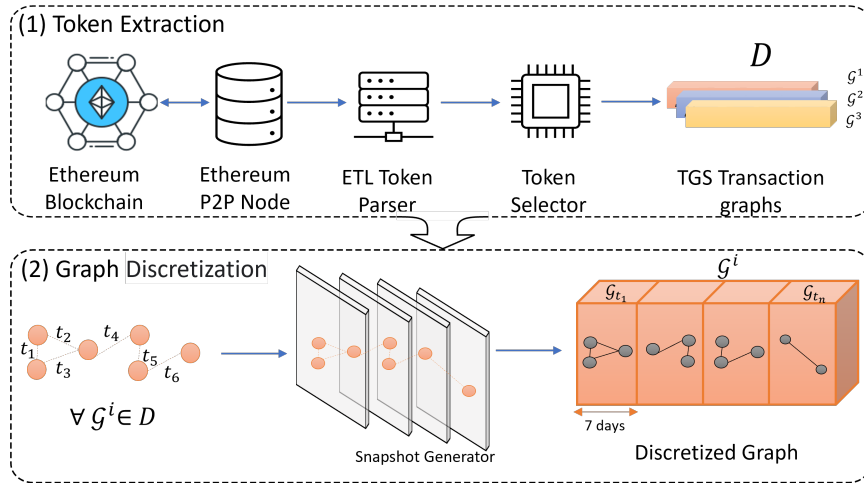 (1) Token Extraction
D
𝒢¹
𝒢²
𝒢³
Ethereum
Blockchain
Ethereum
P2P Node
ETL Token
Parser
Token
Selector
TGS Transaction
graphs
(2) Graph Discretization
t₁
t₂
t₃
t₄
t₅
t₆
∀ 𝒢ⁱ ∈ D
Snapshot Generator
𝒢ⁱ
𝒢ₜ₁
𝒢ₜₙ
7 days
Discretized Graph